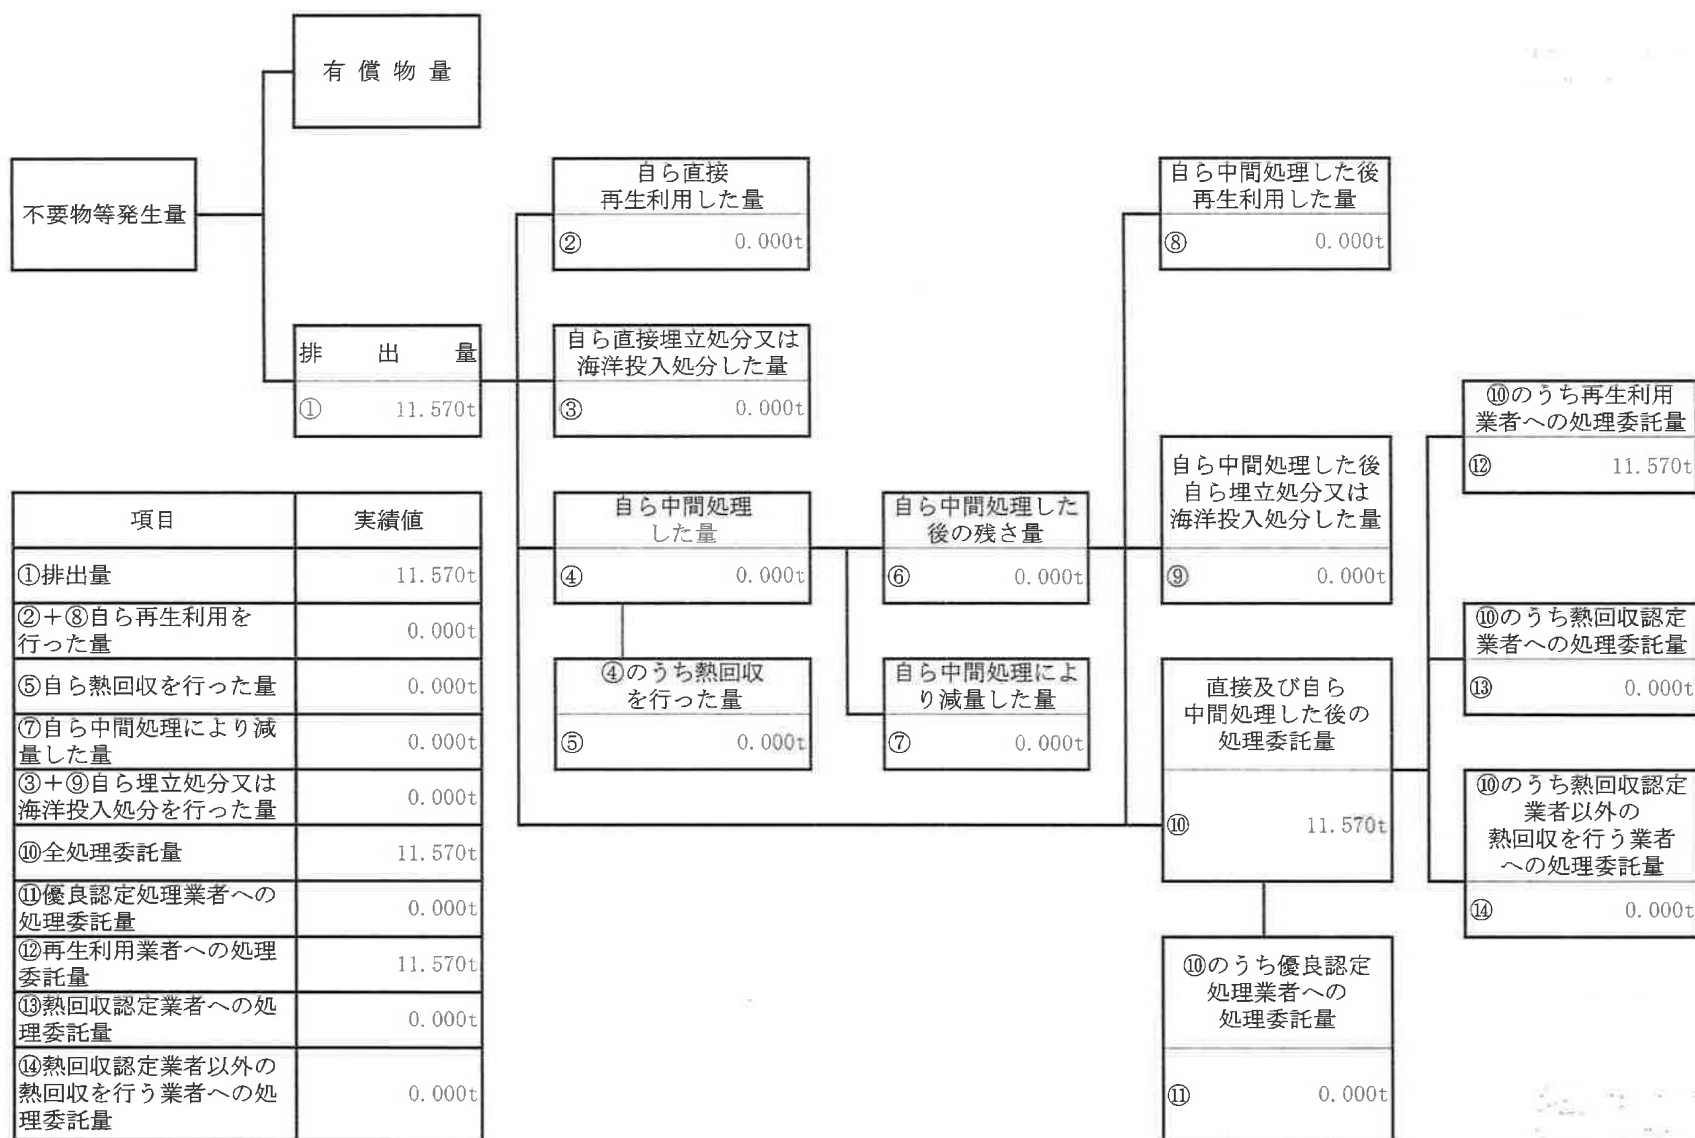 有償物量
不要物等発生量
排出量
① 11.570t
自ら直接
再生利用した量
② 0.000t
自ら直接埋立処分又は
海洋投入処分した量
③ 0.000t
自ら中間処理
した量
④ 0.000t
④のうち熱回収
を行った量
⑤ 0.000t
自ら中間処理した
後の残さ量
⑥ 0.000t
自ら中間処理によ
り減量した量
⑦ 0.000t
自ら中間処理した後
再生利用した量
⑧ 0.000t
自ら中間処理した後
自ら埋立処分又は
海洋投入処分した量
⑨ 0.000t
直接及び自ら
中間処理した後の
処理委託量
⑩ 11.570t
⑩のうち優良認定
処理業者への
処理委託量
⑪ 0.000t
⑩のうち再生利用
業者への処理委託量
⑫ 11.570t
⑩のうち熱回収認定
業者への処理委託量
⑬ 0.000t
⑩のうち熱回収認定
業者以外の
熱回収を行う業者
への処理委託量
⑭ 0.000t
項目 実績値
①排出量 11.570t
②+⑧自ら再生利用を
行った量 0.000t
⑤自ら熱回収を行った量 0.000t
⑦自ら中間処理により減
量した量 0.000t
③+⑨自ら埋立処分又は
海洋投入処分を行った量 0.000t
⑩全処理委託量 11.570t
⑪優良認定処理業者への
処理委託量 0.000t
⑫再生利用業者への処理
委託量 11.570t
⑬熱回収認定業者への処
理委託量 0.000t
⑭熱回収認定業者以外の
熱回収を行う業者への処
理委託量 0.000t